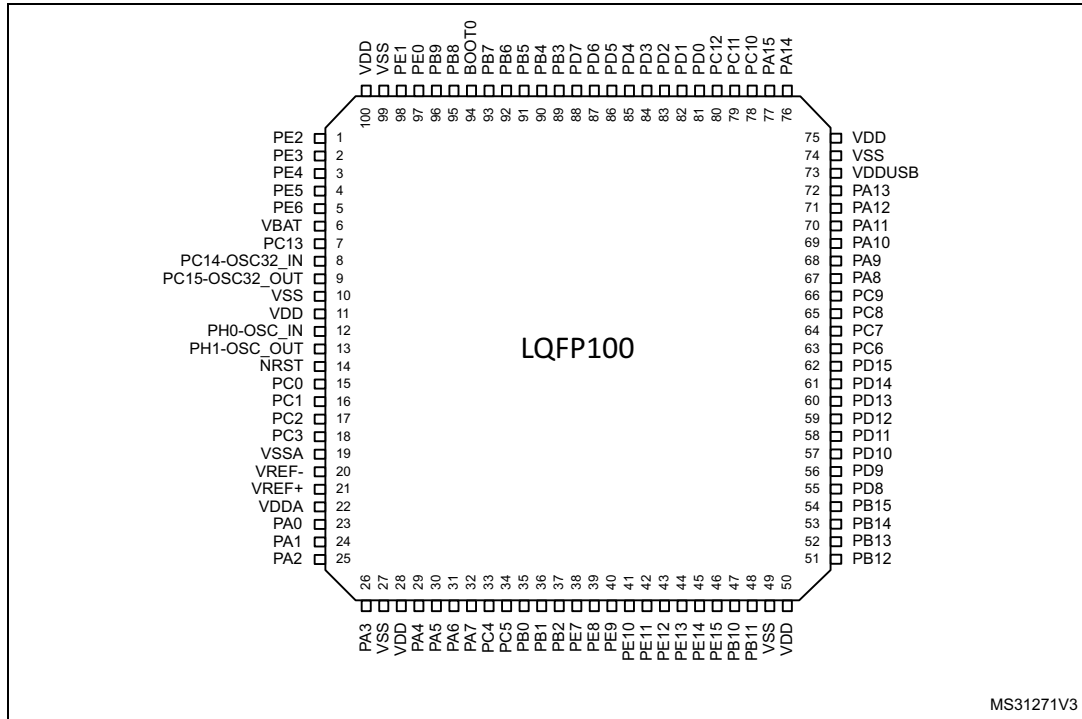 VDD VSS PE1 PE0 PB9 PB8 BOOT0 PB7 PB6 PB5 PB4 PB3 PD7 PD6 PD5 PD4 PD3 PD2 PD1 PD0 PC12 PC11 PC10 PA15 PA14
100 99 98 97 96 95 94 93 92 91 90 89 88 87 86 85 84 83 82 81 80 79 78 77 76
PE2 1 75 VDD
PE3 2 74 VSS
PE4 3 73 VDDUSB
PE5 4 72 PA13
PE6 5 71 PA12
VBAT 6 70 PA11
PC13 7 69 PA10
PC14-OSC32_IN 8 68 PA9
PC15-OSC32_OUT 9 67 PA8
VSS 10 66 PC9
VDD 11 65 PC8
PH0-OSC_IN 12 64 PC7
PH1-OSC_OUT 13 LQFP100 63 PC6
NRST 14 62 PD15
PC0 15 61 PD14
PC1 16 60 PD13
PC2 17 59 PD12
PC3 18 58 PD11
VSSA 19 57 PD10
VREF- 20 56 PD9
VREF+ 21 55 PD8
VDDA 22 54 PB15
PA0 23 53 PB14
PA1 24 52 PB13
PA2 25 51 PB12
26 27 28 29 30 31 32 33 34 35 36 37 38 39 40 41 42 43 44 45 46 47 48 49 50
PA3 VSS VDD PA4 PA5 PA6 PA7 PC4 PC5 PB0 PB1 PB2 PE7 PE8 PE9 PE10 PE11 PE12 PE13 PE14 PE15 PB10 PB11 VSS VDD
MS31271V3